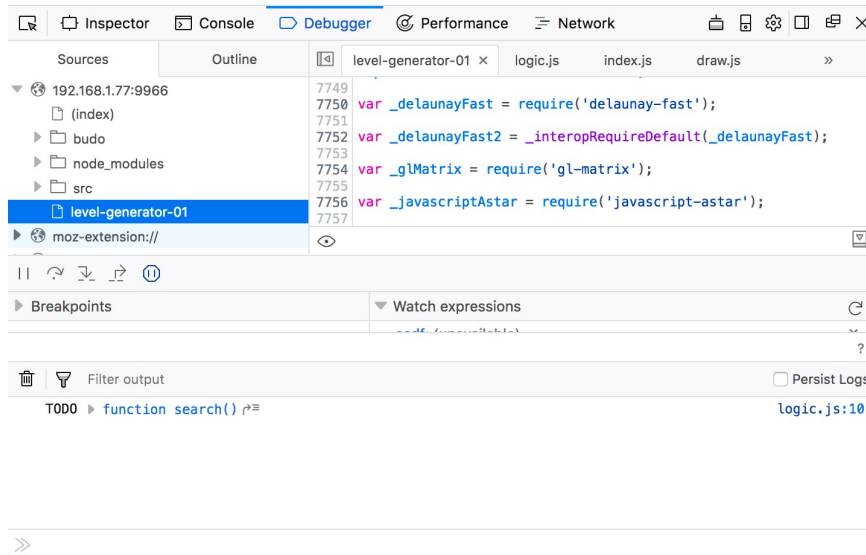 Inspector Console Debugger Performance Network
Sources Outline level-generator-01 × logic.js index.js draw.js »
192.168.1.77:9966
(index)
budo
node_modules
src
level-generator-01
moz-extension://
7749
7750 var _delaunayFast = require('delaunay-fast');
7751
7752 var _delaunayFast2 = _interopRequireDefault(_delaunayFast);
7753
7754 var _glMatrix = require('gl-matrix');
7755
7756 var _javascriptAstar = require('javascript-astar');
7757
Breakpoints Watch expressions
?
Filter output Persist Logs
TODO function search() logic.js:10